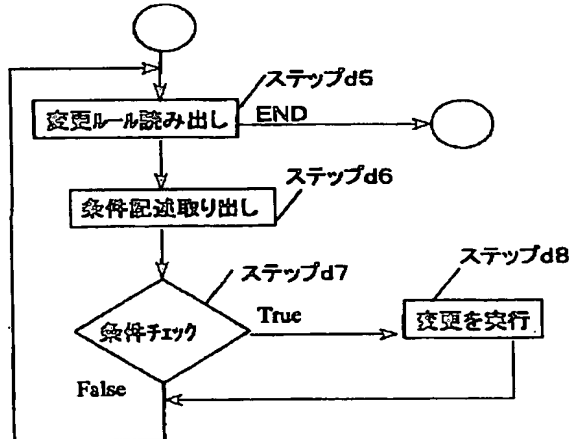 ステップd5
変更ルール読み出し
END
ステップd6
条件記述取り出し
ステップd7
ステップd8
条件チェック
True
変更を実行
False